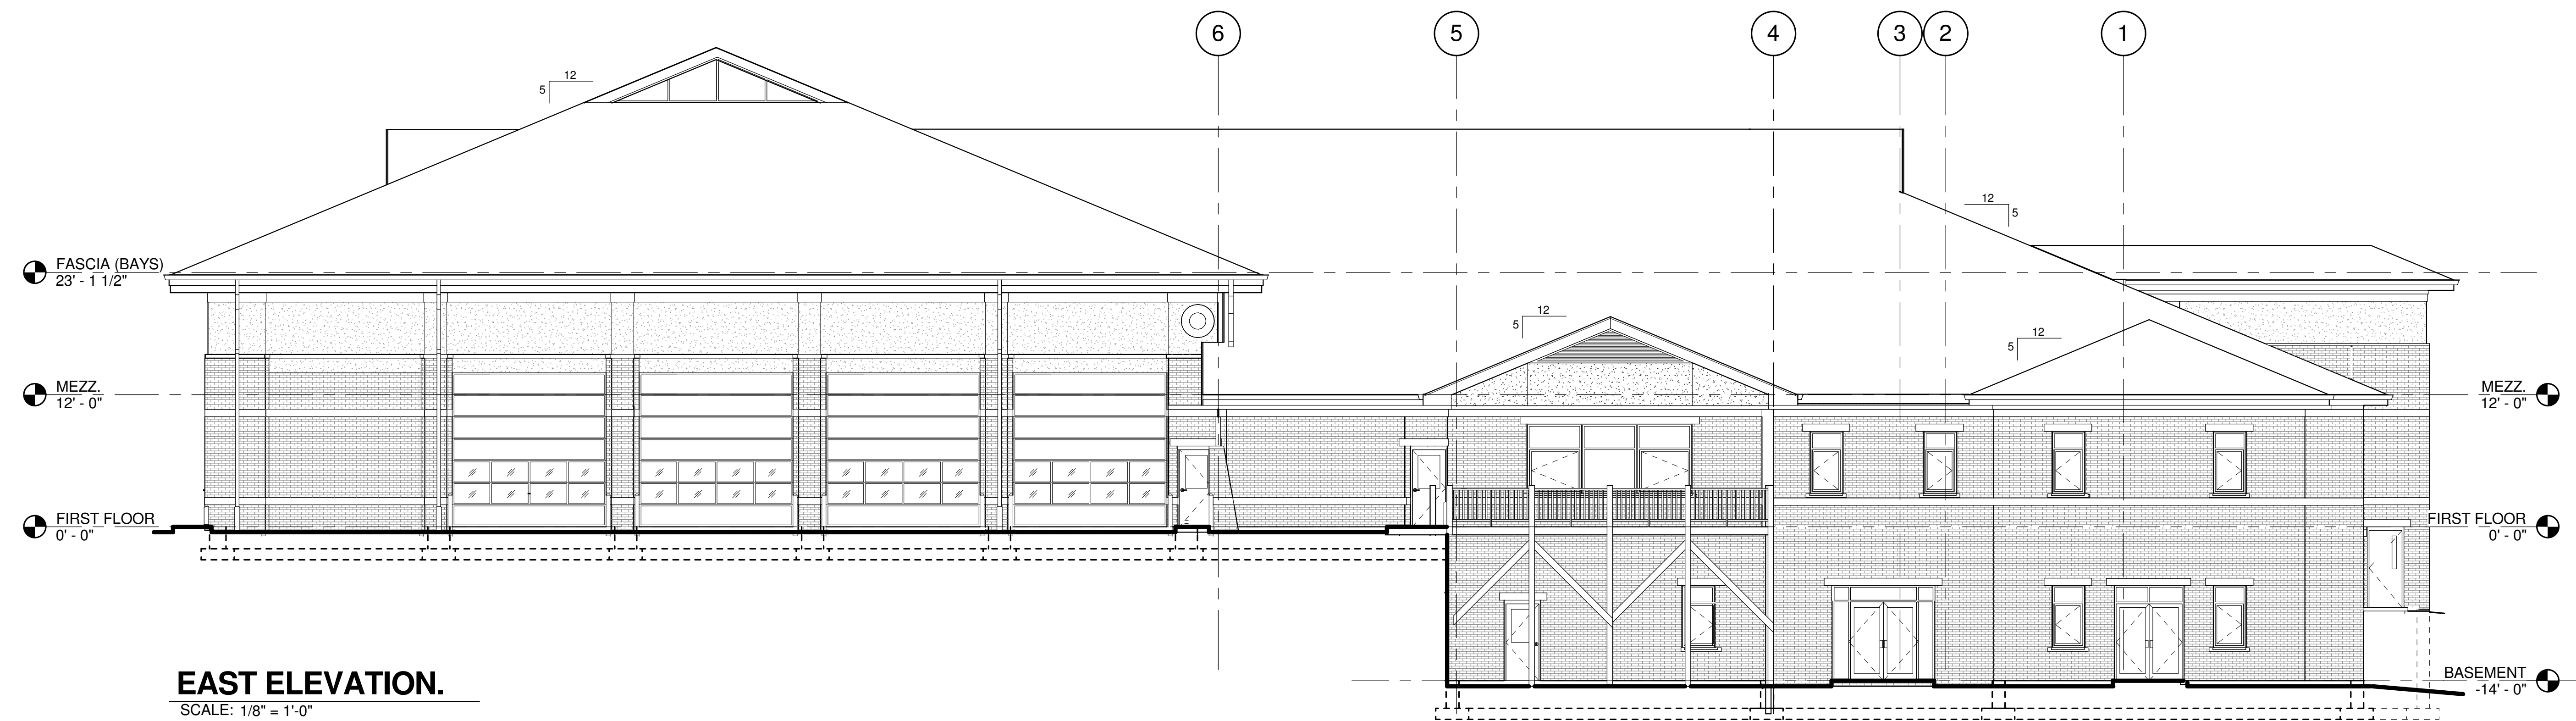 6
5
4
3
2
1
12
5
12
5
FASCIA (BAYS)
23' - 1 1/2"
12
5
12
5
MEZZ.
12' - 0"
MEZZ.
12' - 0"
FIRST FLOOR
0' - 0"
FIRST FLOOR
0' - 0"
BASEMENT
-14' - 0"
EAST ELEVATION.
SCALE: 1/8" = 1'-0"